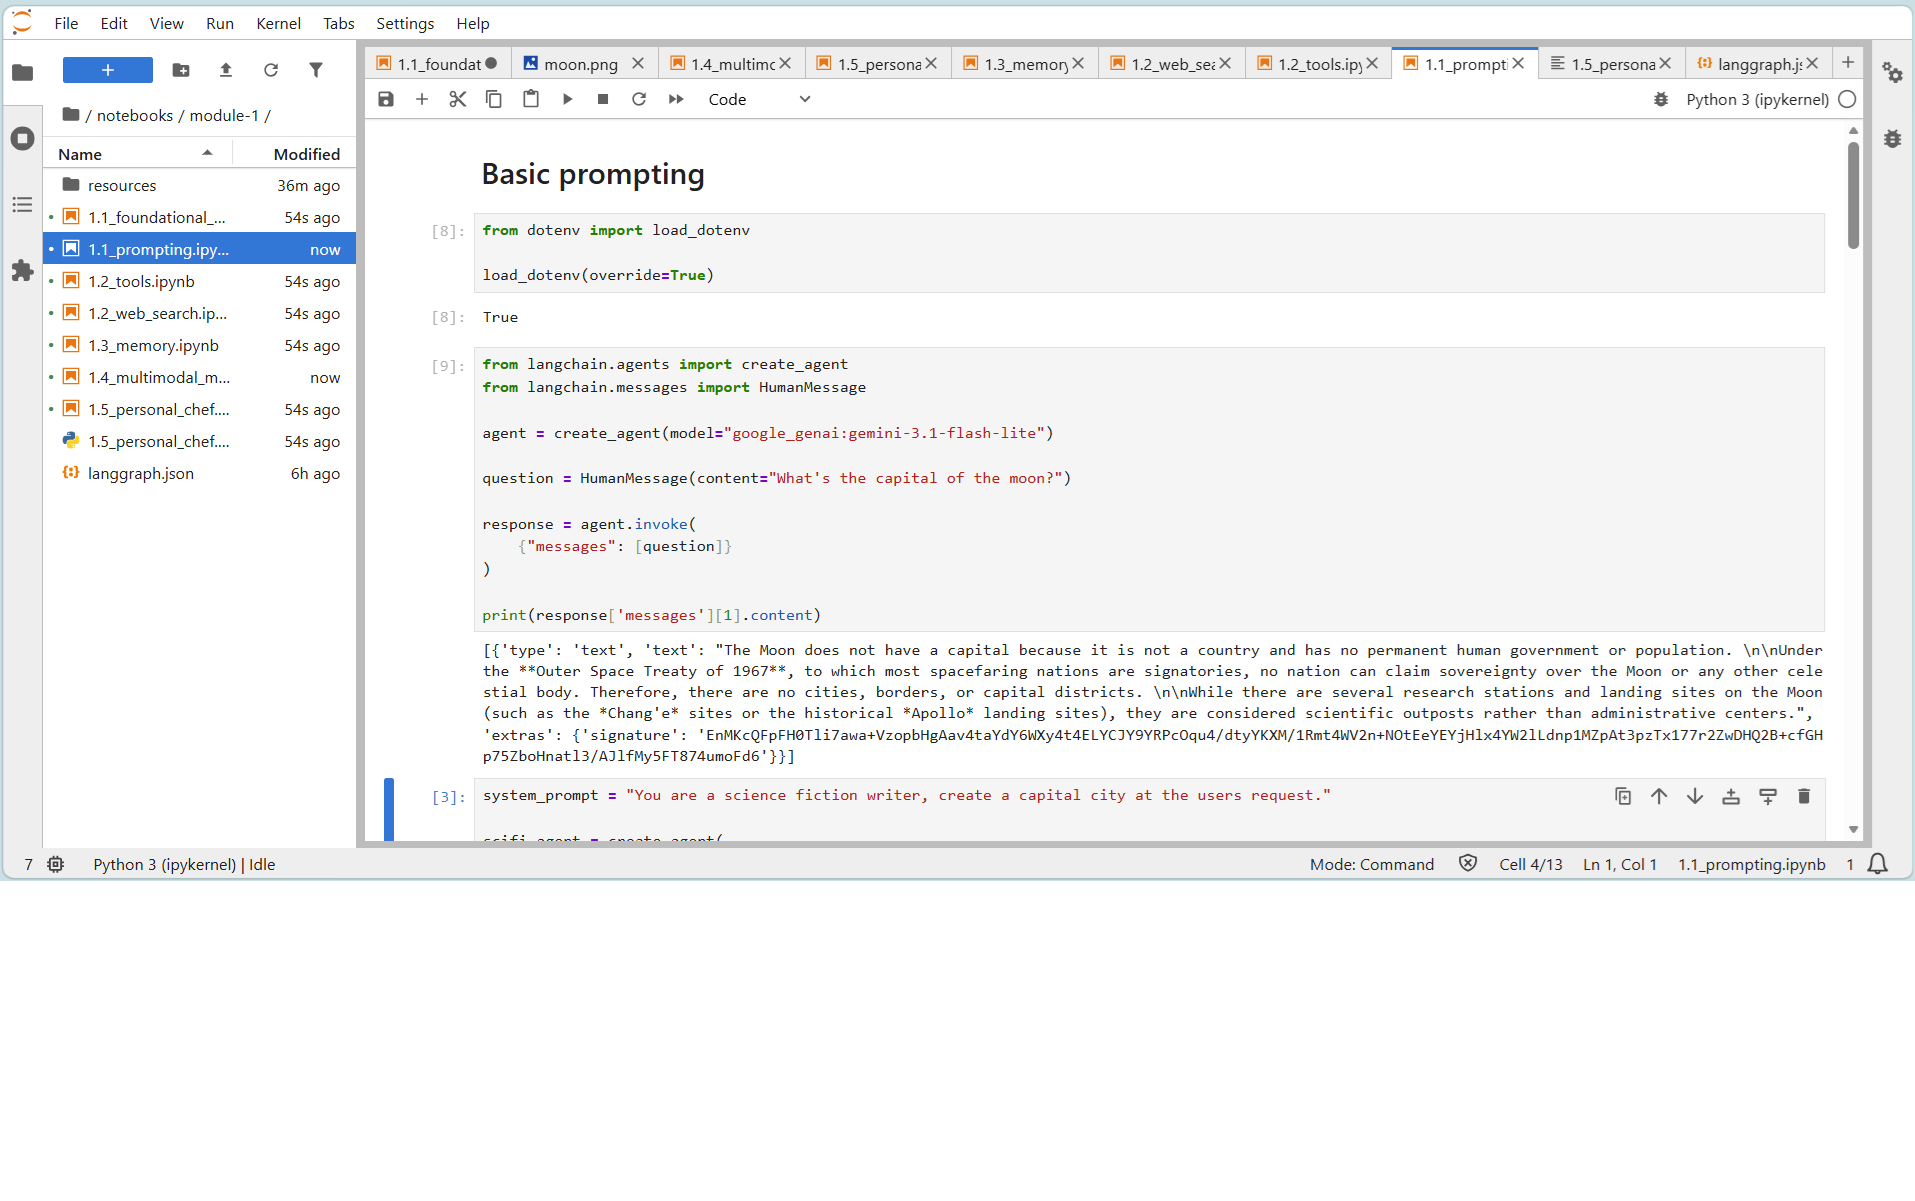 File Edit View Run Kernel Tabs Settings Help
1.1_foundat moon.png 1.4_multimc 1.5_persona 1.3_memory 1.2_web_sea 1.2_tools.ipy 1.1_prompti 1.5_persona langgraph.js
Code Python 3 (ipykernel)
/ notebooks / module-1 /
Name Modified
resources 36m ago
1.1_foundational_... 54s ago
1.1_prompting.ipy... now
1.2_tools.ipynb 54s ago
1.2_web_search.ip... 54s ago
1.3_memory.ipynb 54s ago
1.4_multimodal_m... now
1.5_personal_chef.... 54s ago
1.5_personal_chef.... 54s ago
langgraph.json 6h ago
Basic prompting
[8]: from dotenv import load_dotenv
load_dotenv(override=True)
[8]: True
[9]: from langchain.agents import create_agent
from langchain.messages import HumanMessage
agent = create_agent(model="google_genai:gemini-3.1-flash-lite")
question = HumanMessage(content="What's the capital of the moon?")
response = agent.invoke(
{"messages": [question]}
)
print(response['messages'][1].content)
[{'type': 'text', 'text': "The Moon does not have a capital because it is not a country and has no permanent human government or population. \n\nUnder
the **Outer Space Treaty of 1967**, to which most spacefaring nations are signatories, no nation can claim sovereignty over the Moon or any other cele
stial body. Therefore, there are no cities, borders, or capital districts. \n\nWhile there are several research stations and landing sites on the Moon
(such as the *Chang'e* sites or the historical *Apollo* landing sites), they are considered scientific outposts rather than administrative centers.",
'extras': {'signature': 'EnMKcQFpFH0Tli7awa+VzopbHgAav4taYdY6WXy4t4ELYCJY9YRPcOqu4/dtyYKXM/1Rmt4WV2n+NOtEeYEYjHlx4YW2lLdnp1MZpAt3pzTx177r2ZwDHQ2B+cfGH
p75ZboHnatl3/AJlfMy5FT874umoFd6'}}]
[3]: system_prompt = "You are a science fiction writer, create a capital city at the users request."
scifi_agent = create_agent(
7 Python 3 (ipykernel) | Idle Mode: Command Cell 4/13 Ln 1, Col 1 1.1_prompting.ipynb 1